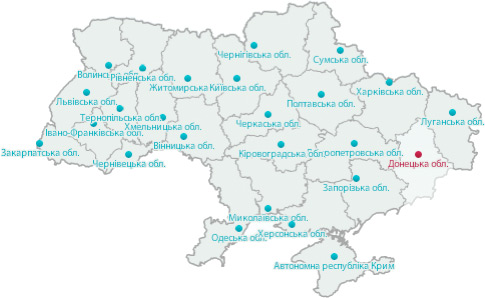 Чернігівська обл.
Сумська обл.
Волинська обл.
Рівненська обл.
Житомирська
Київська обл.
Харківська обл.
Львівська обл.
Полтавська обл.
Тернопільська обл.
Хмельницька обл.
Черкаська обл.
Луганська обл.
Івано-Франківська обл.
Вінницька обл.
Закарпатська обл.
Чернівецька обл.
Кіровоградська обл.
петровська обл.
Донецька обл.
Запорізька обл.
Миколаївська обл.
Одеська обл.
Херсонська обл.
Автономна республіка Крим